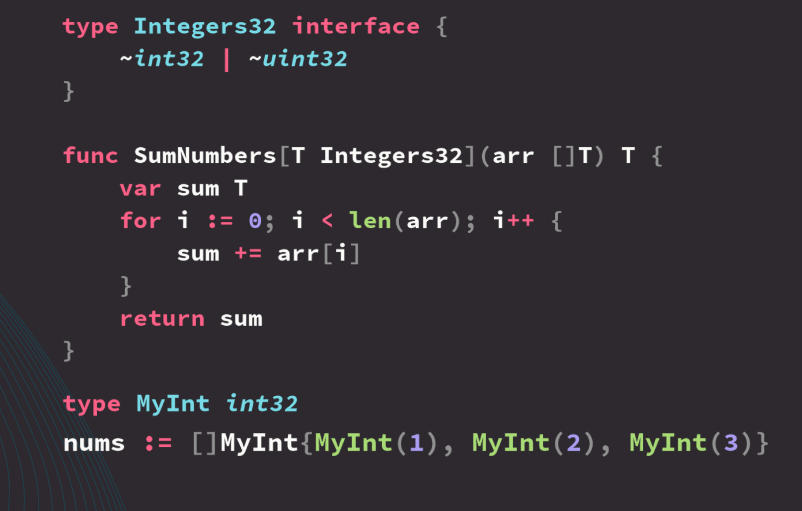 type Integers32 interface {
    ~int32 | ~uint32
}
func SumNumbers[T Integers32](arr []T) T {
    var sum T
    for i := 0; i < len(arr); i++ {
        sum += arr[i]
    }
    return sum
}
type MyInt int32
nums := []MyInt{MyInt(1), MyInt(2), MyInt(3)}